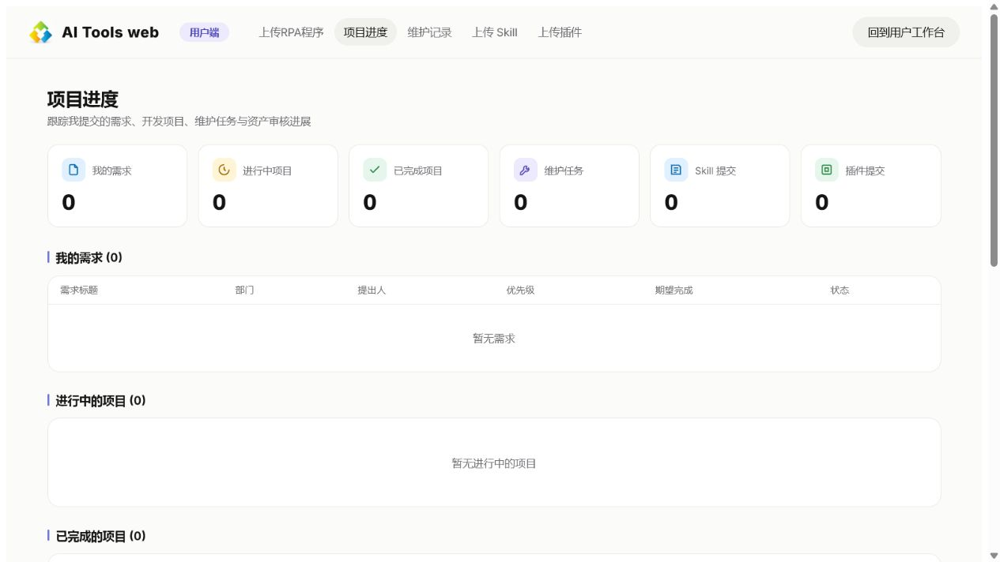 AI Tools web 用户端 上传RPA程序 项目进度 维护记录 上传 Skill 上传插件 回到用户工作台
项目进度
跟踪我提交的需求、开发项目、维护任务与资产审核进展
我的需求 进行中项目 已完成项目 维护任务 Skill 提交 插件提交
0 0 0 0 0 0
我的需求 (0)
需求标题 部门 提出人 优先级 期望完成 状态
暂无需求
进行中的项目 (0)
暂无进行中的项目
已完成的项目 (0)